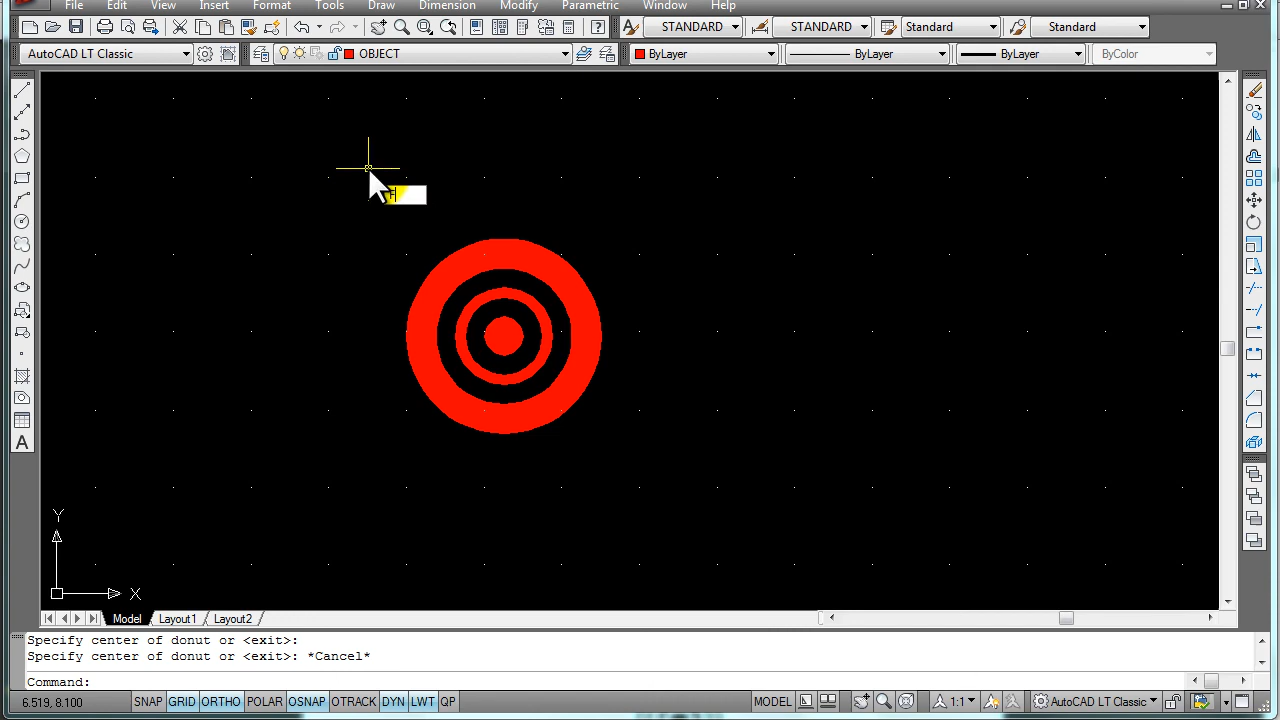 File Edit View Insert Format Tools Draw Dimension Modify Parametric Window Help
STANDARD STANDARD Standard Standard
AutoCAD LT Classic OBJECT ByLayer ByLayer ByLayer ByColor
F
A
Y
X
Model Layout1 Layout2
Specify center of donut or <exit>:
Specify center of donut or <exit>: *Cancel*
Command:
6.519, 8.100 SNAP GRID ORTHO POLAR OSNAP OTRACK DYN LWT QP MODEL 1:1 AutoCAD LT Classic